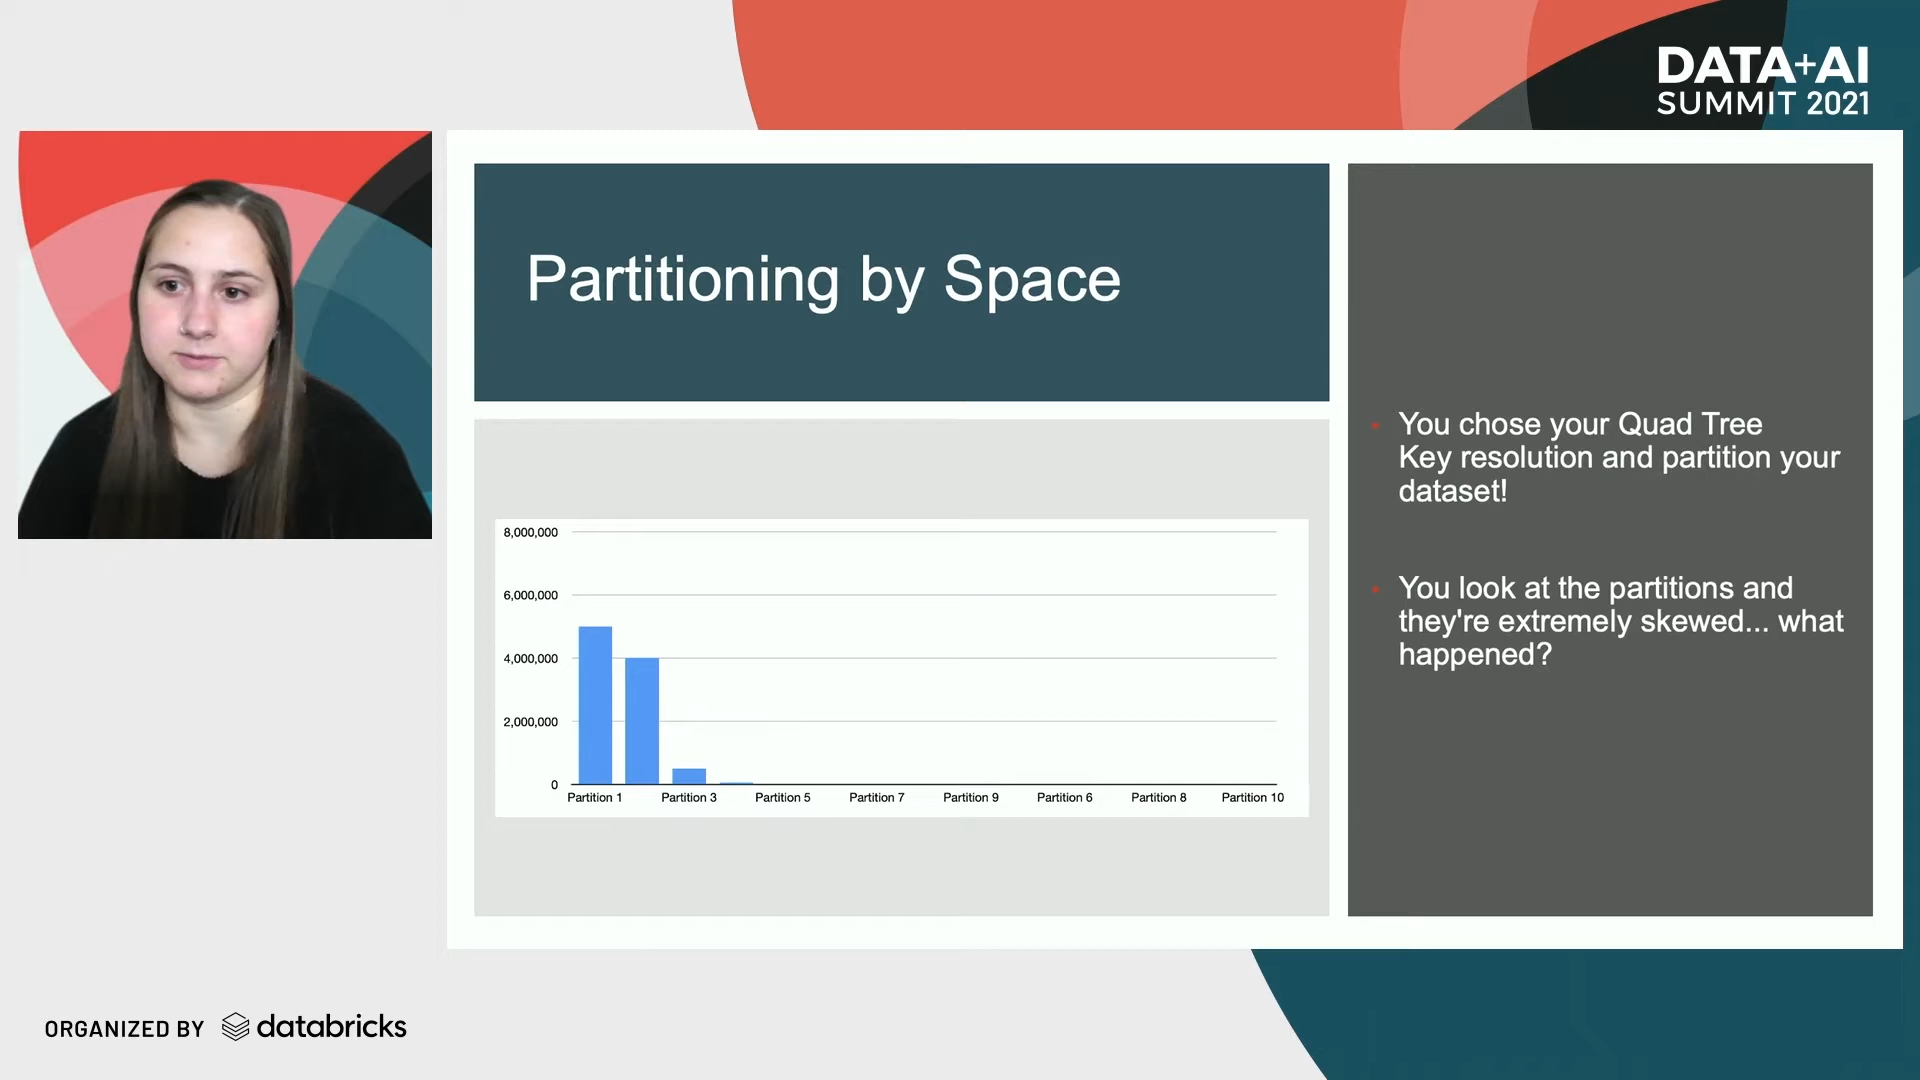 DATA+AI
SUMMIT 2021
Partitioning by Space
• You chose your Quad Tree
Key resolution and partition your
dataset!
• You look at the partitions and
they're extremely skewed... what
happened?
8,000,000
6,000,000
4,000,000
2,000,000
0
Partition 1 Partition 3 Partition 5 Partition 7 Partition 9 Partition 6 Partition 8 Partition 10
ORGANIZED BY databricks